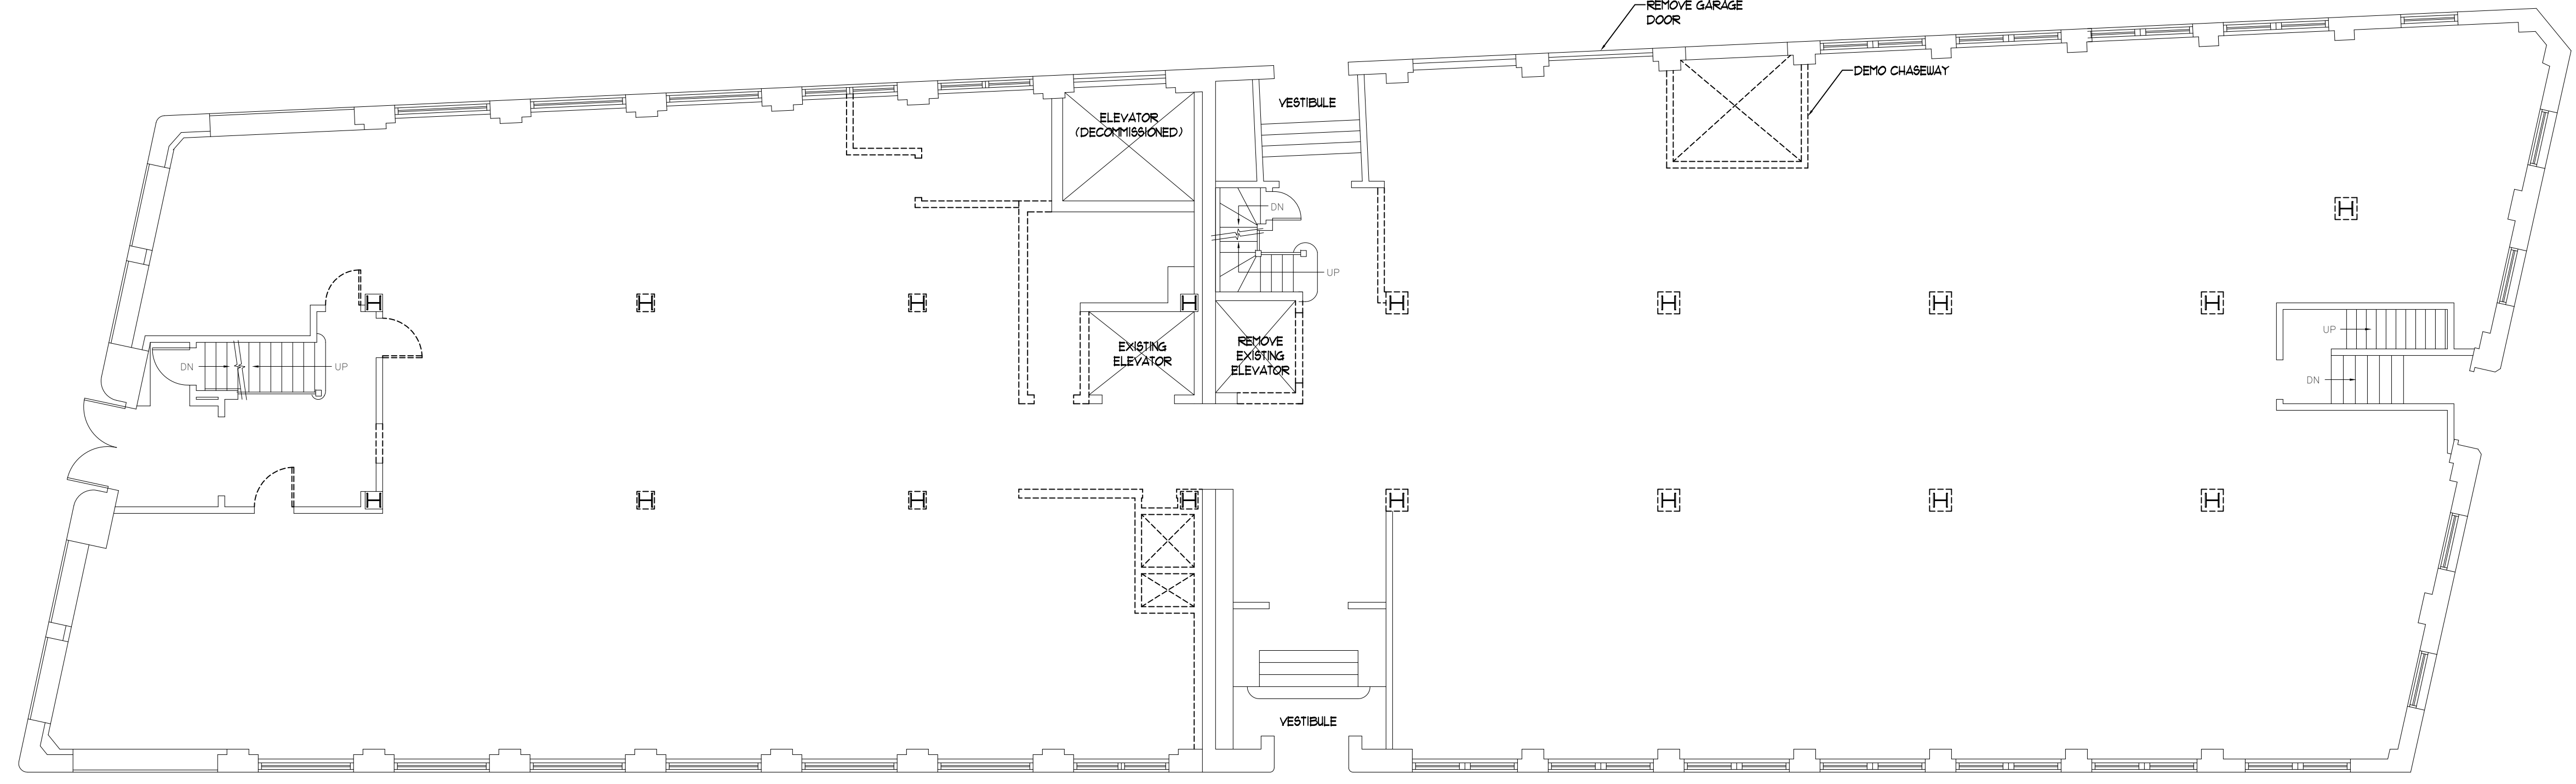 REMOVE GARAGE
DOOR
DEMO CHASEWAY
VESTIBULE
ELEVATOR
(DECOMMISSIONED)
DN
UP
EXISTING
ELEVATOR
REMOVE
EXISTING
ELEVATOR
DN
UP
UP
DN
VESTIBULE